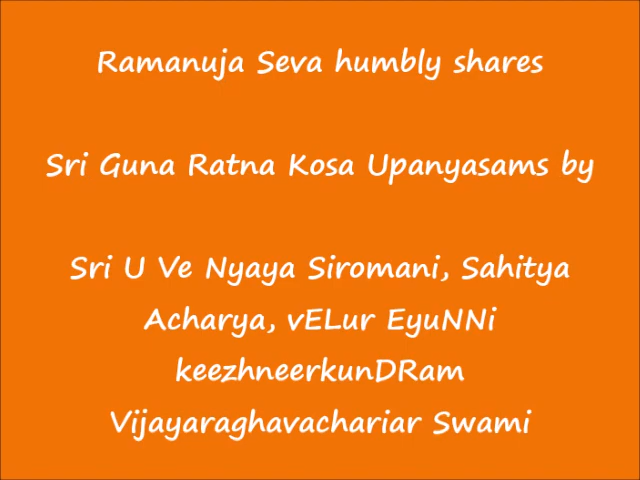 Ramanuja Seva humbly shares
Sri Guna Ratna Kosa Upanyasams by
Sri U Ve Nyaya Siromani, Sahitya
Acharya, vELur EyuNNi
keezhneerkunDRam
Vijayaraghavachariar Swami